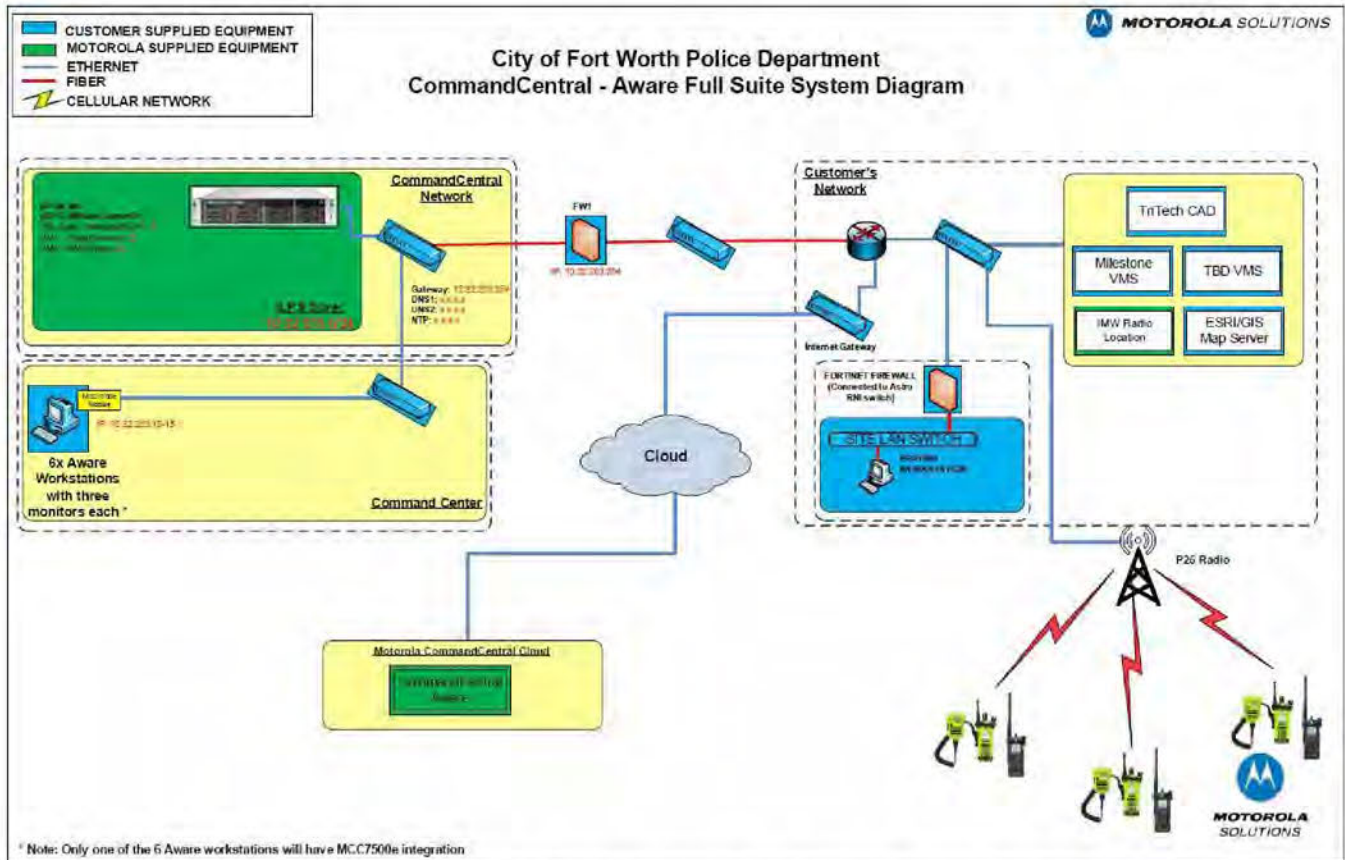 CUSTOMER SUPPLIED EQUIPMENT
MOTOROLA SUPPLIED EQUIPMENT
ETHERNET
FIBER
CELLULAR NETWORK
MOTOROLA SOLUTIONS
City of Fort Worth Police Department
CommandCentral - Aware Full Suite System Diagram
CommandCentral
Network
Gateway:
DNS1:
DNS2:
NTP:
FW1
Customer's
Network
Internet Gateway
TriTech CAD
Milestone
VMS
TBD VMS
IMW Radio
Location
ESRI/GIS
Map Server
FORTINET FIREWALL
(Connected to Astro
RNI switch)
SITE LAN SWITCH
6x Aware
Workstations
with three
monitors each *
Command Center
Cloud
Motorola CommandCentral Cloud
P25 Radio
MOTOROLA
SOLUTIONS
* Note: Only one of the 6 Aware workstations will have MCC7500e integration